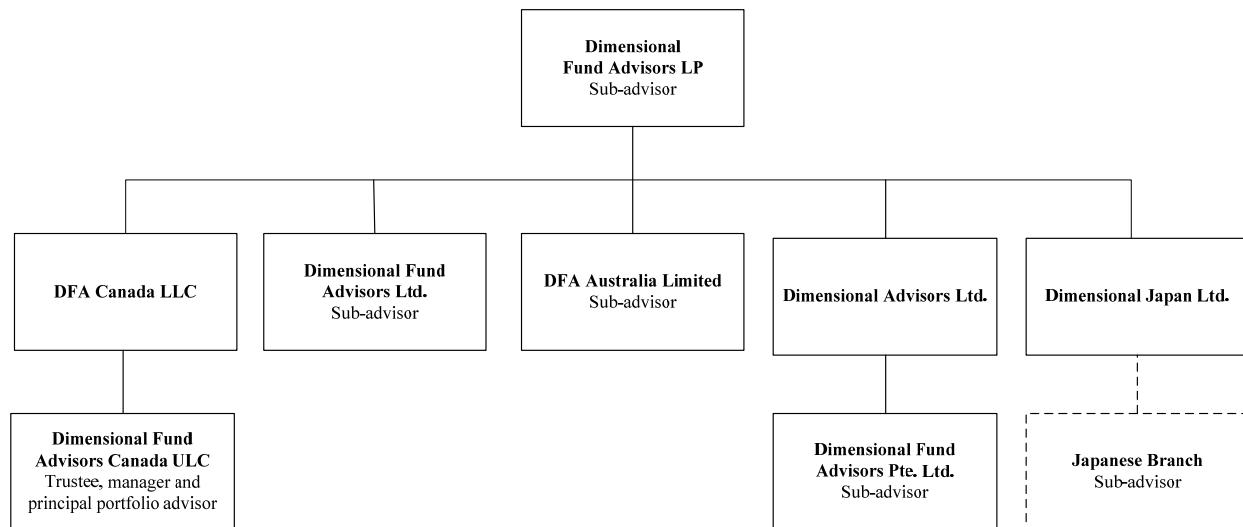 Dimensional
Fund Advisors LP
Sub-advisor
DFA Canada LLC
Dimensional Fund
Advisors Ltd.
Sub-advisor
DFA Australia Limited
Sub-advisor
Dimensional Advisors Ltd.
Dimensional Japan Ltd.
Dimensional Fund
Advisors Canada ULC
Trustee, manager and
principal portfolio advisor
Dimensional Fund
Advisors Pte. Ltd.
Sub-advisor
Japanese Branch
Sub-advisor